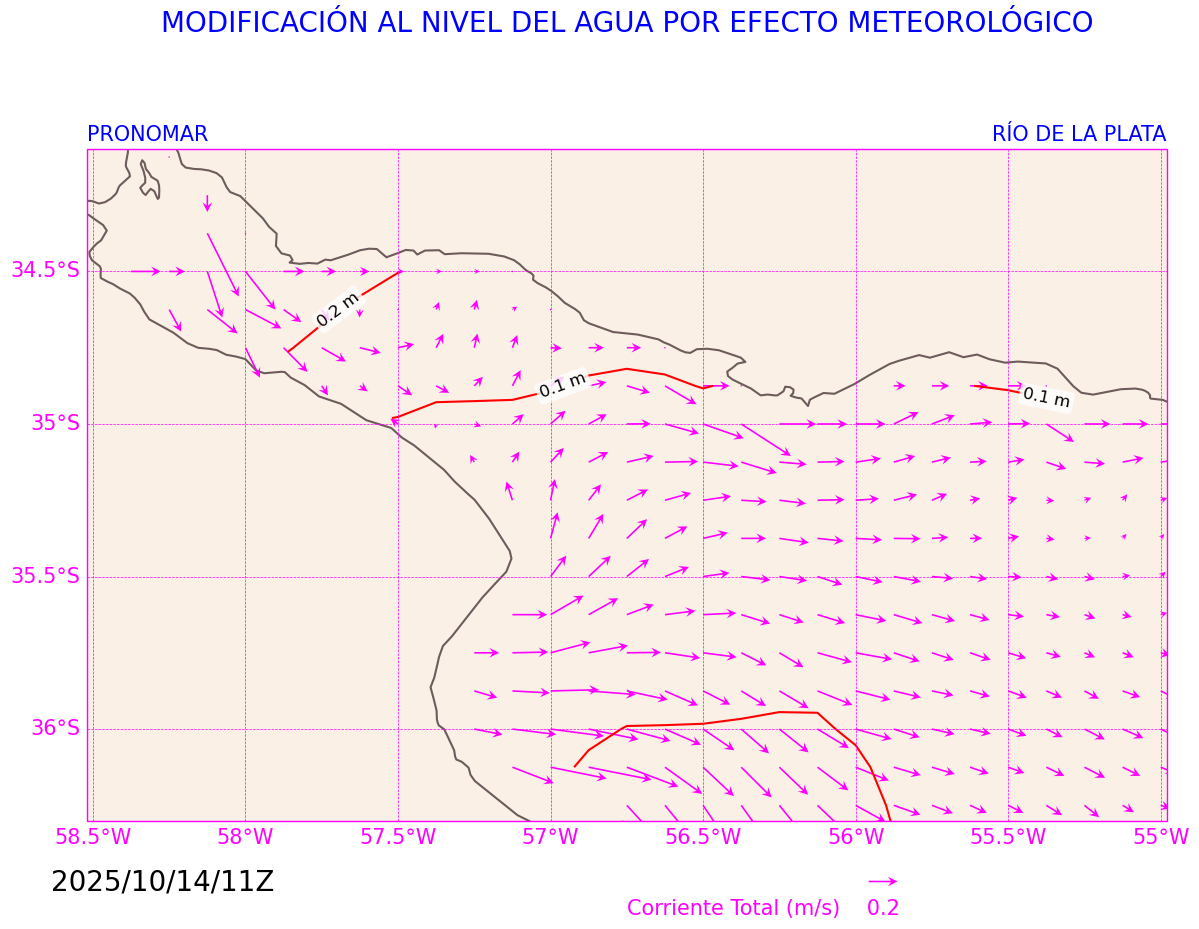 MODIFICACIÓN AL NIVEL DEL AGUA POR EFECTO METEOROLÓGICO
PRONOMAR
RÍO DE LA PLATA
34.5°S
0.2 m
0.1 m
0.1 m
35°S
35.5°S
36°S
58.5°W 58°W 57.5°W 57°W 56.5°W 56°W 55.5°W 55°W
2025/10/14/11Z
Corriente Total (m/s) 0.2